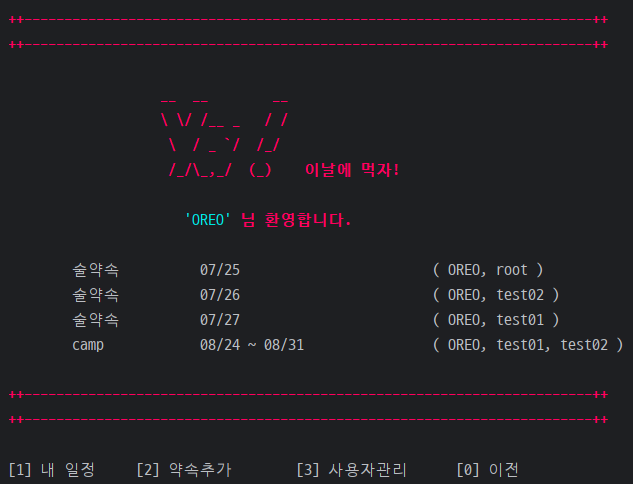 ++----------------------------------------------------------------------++
++----------------------------------------------------------------------++
__  __        __
\ \/ /__ _   / /
\  / _ `/  /_/
/_/\_,_/  (_)    이날에 먹자!
'OREO' 님 환영합니다.
술약속 07/25 ( OREO, root )
술약속 07/26 ( OREO, test02 )
술약속 07/27 ( OREO, test01 )
camp 08/24 ~ 08/31 ( OREO, test01, test02 )
++----------------------------------------------------------------------++
++----------------------------------------------------------------------++
[1] 내 일정 [2] 약속추가 [3] 사용자관리 [0] 이전